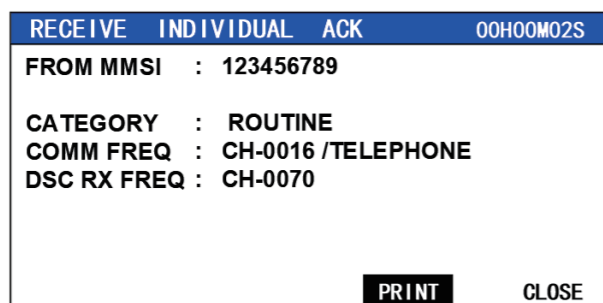 RECEIVE INDIVIDUAL ACK 00H00M02S
FROM MMSI : 123456789
CATEGORY : ROUTINE
COMM FREQ : CH-0016 /TELEPHONE
DSC RX FREQ : CH-0070
PRINT CLOSE